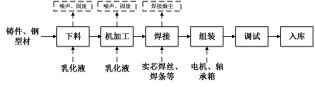 噪声、固废
噪声、固废
焊接烟尘
铸件、钢
型材
下料
机加工
焊接
组装
调试
入库
乳化液
乳化液
实芯焊丝、
焊条等
电机、轴
承箱